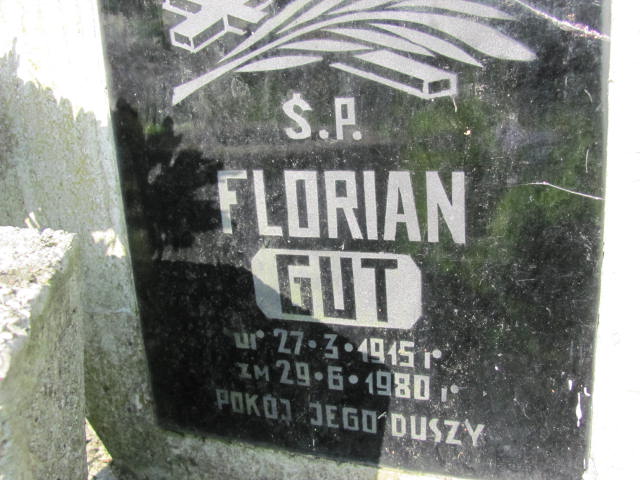 Ś.P.
FLORIAN
GUT
ur 27·3·1915 r·
zm 29·6·1980 r·
POKÓJ JEGO DUSZY